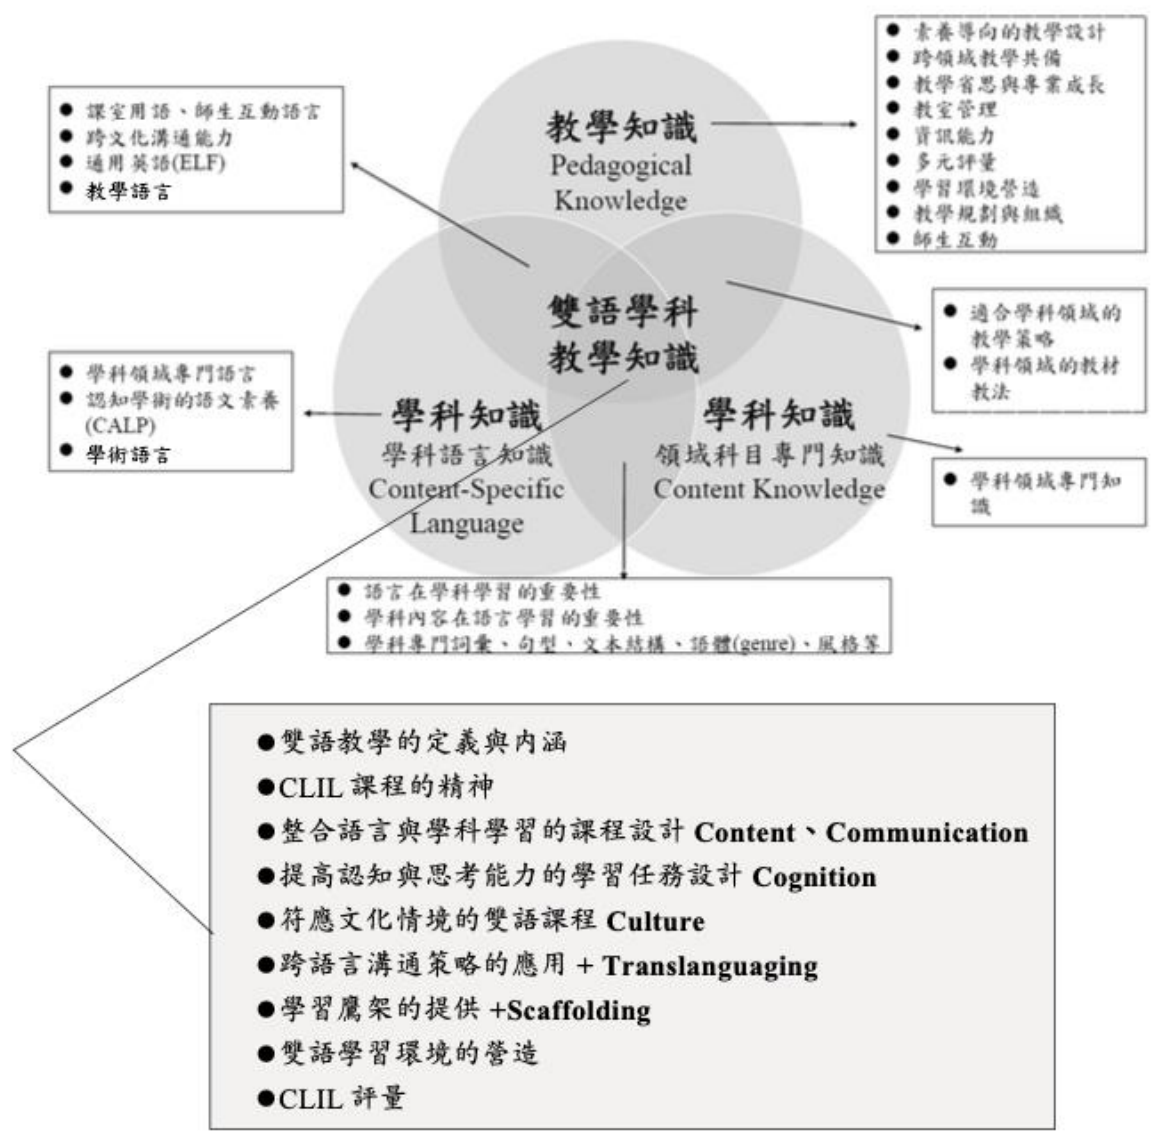 ● 素養導向的教學設計
● 跨領域教學共備
● 教學省思與專業成長
● 教室管理
● 資訊能力
● 多元評量
● 學習環境營造
● 教學規劃與組織
● 師生互動
● 課室用語、師生互動語言
● 跨文化溝通能力
● 通用英語(ELF)
● 教學語言
教學知識
Pedagogical
Knowledge
雙語學科
教學知識
● 適合學科領域的
教學策略
● 學科領域的教材
教法
● 學科領域專門語言
● 認知學術的語文素養
(CALP)
● 學術語言
學科知識
學科語言知識
Content-Specific
Language
學科知識
領域科目專門知識
Content Knowledge
● 學科領域專門知
識
● 語言在學科學習的重要性
● 學科內容在語言學習的重要性
● 學科專門詞彙、句型、文本結構、語體(genre)、風格等
●雙語教學的定義與內涵
●CLIL 課程的精神
●整合語言與學科學習的課程設計 Content、Communication
●提高認知與思考能力的學習任務設計 Cognition
●符應文化情境的雙語課程 Culture
●跨語言溝通策略的應用 + Translanguaging
●學習鷹架的提供 +Scaffolding
●雙語學習環境的營造
●CLIL 評量